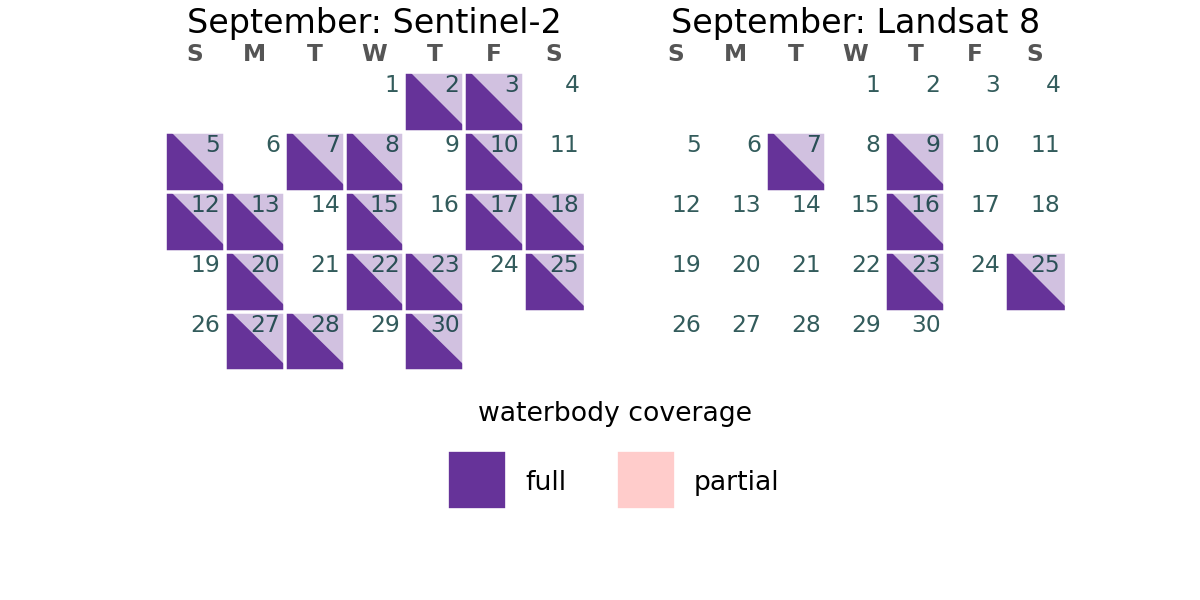 September: Sentinel-2
S M T W T F S
1 2 3 4
5 6 7 8 9 10 11
12 13 14 15 16 17 18
19 20 21 22 23 24 25
26 27 28 29 30
September: Landsat 8
S M T W T F S
1 2 3 4
5 6 7 8 9 10 11
12 13 14 15 16 17 18
19 20 21 22 23 24 25
26 27 28 29 30
waterbody coverage
full partial